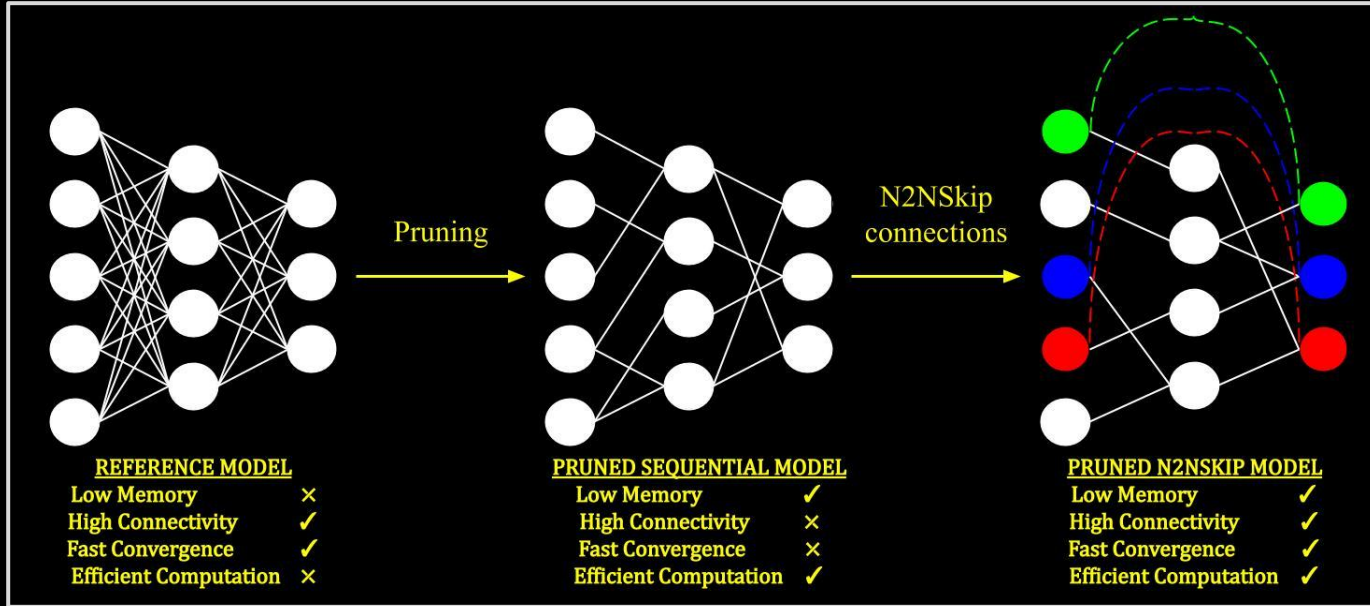 Pruning
N2NSkip
connections
REFERENCE MODEL
Low Memory ×
High Connectivity ✓
Fast Convergence ✓
Efficient Computation ×
PRUNED SEQUENTIAL MODEL
Low Memory ✓
High Connectivity ×
Fast Convergence ×
Efficient Computation ✓
PRUNED N2NSKIP MODEL
Low Memory ✓
High Connectivity ✓
Fast Convergence ✓
Efficient Computation ✓